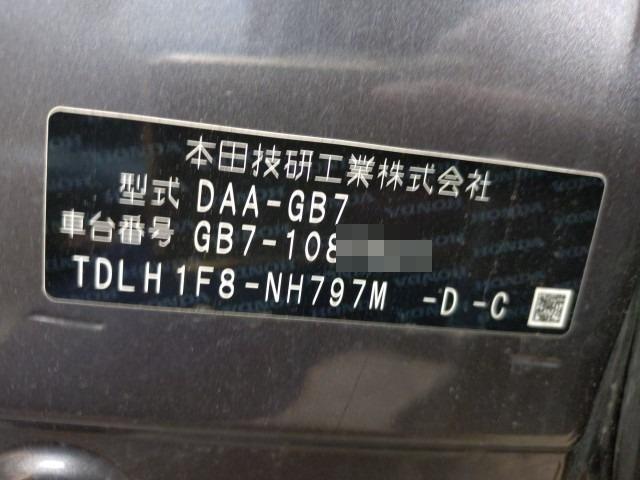 本田技研工業株式会社
型式 DAA-GB7
車台番号 GB7-108
TDLH1F8-NH797M -D-C